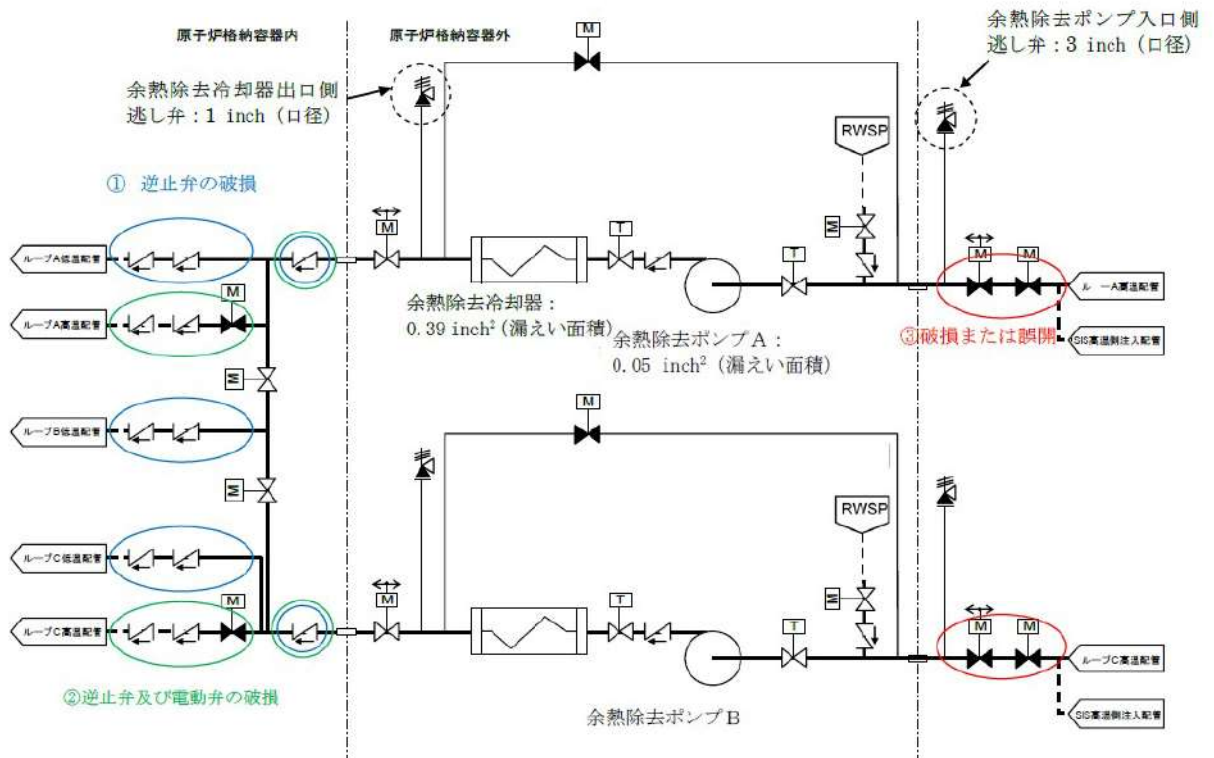 原子炉格納容器内
原子炉格納容器外
余熱除去ポンプ入口側
逃し弁：3 inch（口径）
余熱除去冷却器出口側
逃し弁：1 inch（口径）
M
RWSP
① 逆止弁の破損
M
M
T
T
M
M
ループA低温配管
ループA高温配管
M
余熱除去冷却器：
0.39 inch²（漏えい面積）
余熱除去ポンプA：
0.05 inch²（漏えい面積）
③破損または誤開
ル ーA高温配管
SIS高温側注入配管
M
ループB低温配管
M
M
RWSP
ループC低温配管
M
M
M
T
T
M
M
ループC高温配管
M
ループC高温配管
SIS高温側注入配管
②逆止弁及び電動弁の破損
余熱除去ポンプB